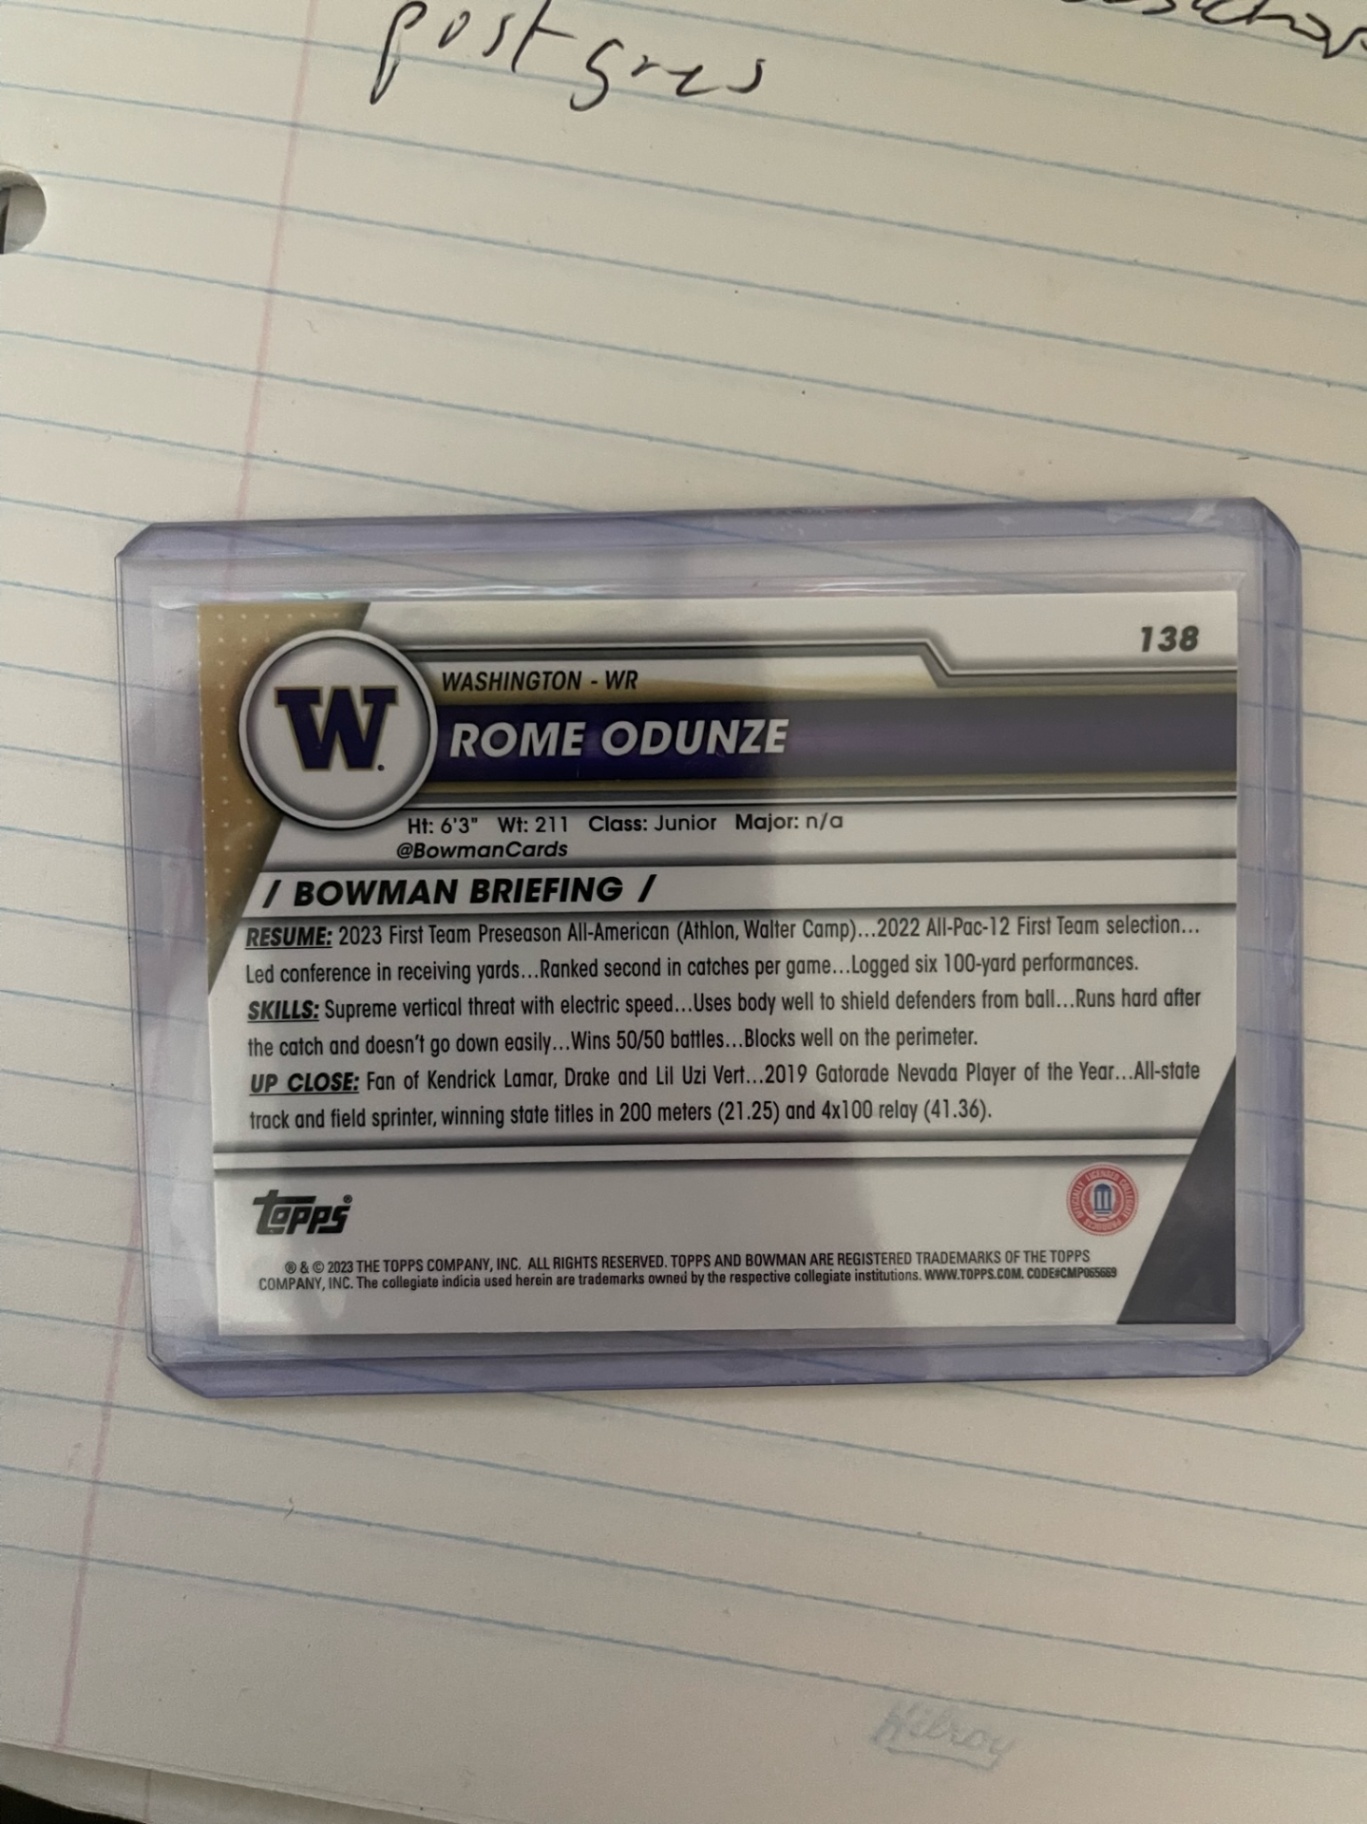 postgres
138
WASHINGTON - WR
W.
ROME ODUNZE
Ht: 6'3" Wt: 211 Class: Junior Major: n/a
@BowmanCards
/ BOWMAN BRIEFING /
RESUME: 2023 First Team Preseason All-American (Athlon, Walter Camp)...2022 All-Pac-12 First Team selection...
Led conference in receiving yards...Ranked second in catches per game...Logged six 100-yard performances.
SKILLS: Supreme vertical threat with electric speed...Uses body well to shield defenders from ball...Runs hard after
the catch and doesn't go down easily...Wins 50/50 battles...Blocks well on the perimeter.
UP CLOSE: Fan of Kendrick Lamar, Drake and Lil Uzi Vert...2019 Gatorade Nevada Player of the Year...All-state
track and field sprinter, winning state titles in 200 meters (21.25) and 4x100 relay (41.36).
topps®
OFFICIALLY LICENSED COLLEGIATE PRODUCTS
® & © 2023 THE TOPPS COMPANY, INC. ALL RIGHTS RESERVED. TOPPS AND BOWMAN ARE REGISTERED TRADEMARKS OF THE TOPPS
COMPANY, INC. The collegiate indicia used herein are trademarks owned by the respective collegiate institutions. WWW.TOPPS.COM. CODE#CMP065669
Hilroy